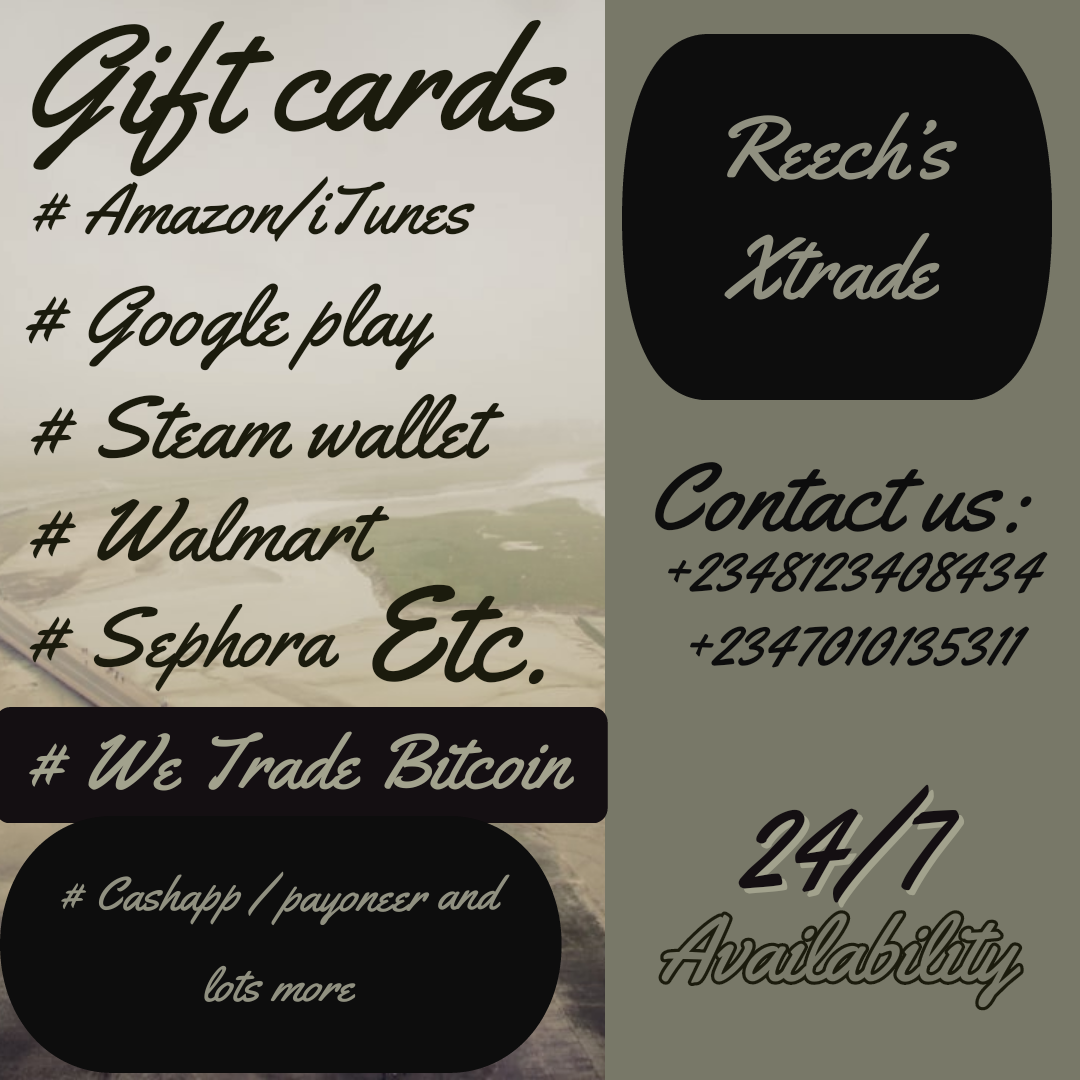 Gift cards
# Amazon/iTunes
# Google play
# Steam wallet
# Walmart
# Sephora Etc.
# We Trade Bitcoin
# Cashapp / payoneer and
lots more
Reech's
Xtrade
Contact us:
+2348123408434
+2347010135311
24/7
Availability